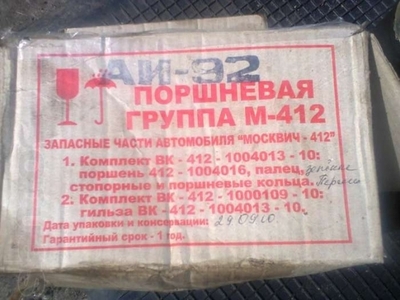 АИ-92
ПОРШНЕВАЯ
ГРУППА М-412
ЗАПАСНЫЕ ЧАСТИ АВТОМОБИЛЯ "МОСКВИЧ - 412"
1. Комплект ВК - 412 - 1004013 - 10:
поршень 412 - 1004016, палец,
стопорные и поршневые кольца.
2: Комплект ВК - 412 - 1000109 - 10:
гильза ВК - 412 - 1004013 - 10.
Дата упаковки и консервации: 29.09.10.
Гарантийный срок - 1 год.